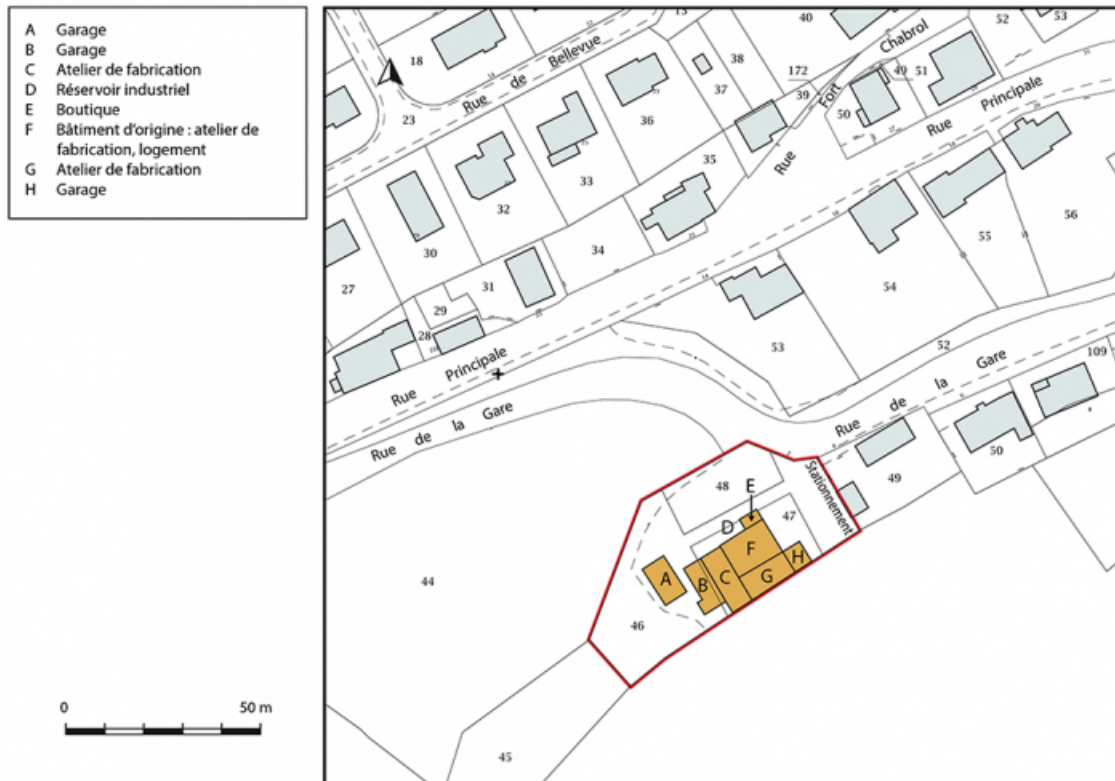 A Garage
B Garage
C Atelier de fabrication
D Réservoir industriel
E Boutique
F Bâtiment d'origine : atelier de
fabrication, logement
G Atelier de fabrication
H Garage
0 50 m
18
23
Rue de Bellevue
13
38
37
36
40
172
39
Rue Fort Chabrol
49
51
50
52
53
Rue Principale
27
30
32
33
35
34
31
29
28
Rue Principale
53
54
55
56
52
Rue de la Gare
Rue de la Gare
109
50
49
48
47
Stationnement
E
D
F
H
G
C
B
A
46
44
45